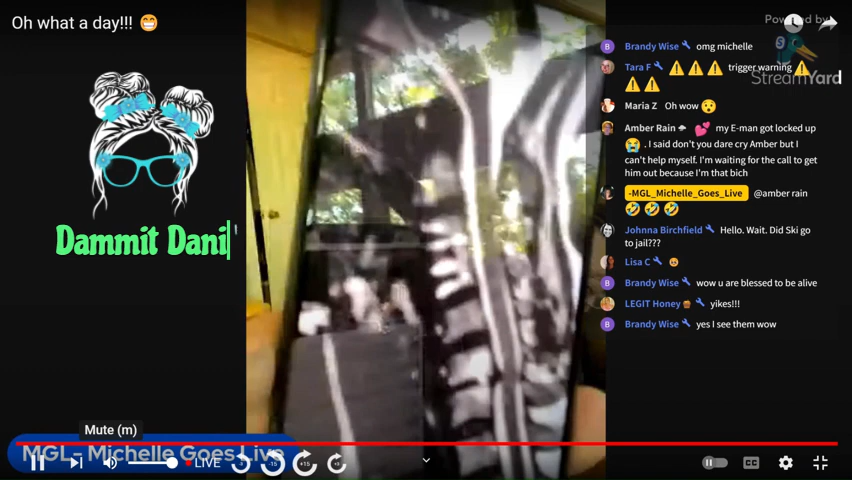 Oh what a day!!! 😁
Powered by
StreamYard
B Brandy Wise omg michelle
Tara F ⚠️⚠️⚠️ trigger warning ⚠️
⚠️⚠️
Maria Z Oh wow 😯
Amber Rain 💕 my E-man got locked up
😭 . I said don't you dare cry Amber but I
can't help myself. I'm waiting for the call to get
him out because I'm that bich
-MGL_Michelle_Goes_Live @amber rain
🤣🤣🤣
Johnna Birchfield Hello. Wait. Did Ski go
to jail???
Lisa C
B Brandy Wise wow u are blessed to be alive
LEGIT Honey yikes!!!
B Brandy Wise yes I see them wow
Dammit Dani
Mute (m)
MGL- Michelle Goes Live
LIVE
-15
+15
CC